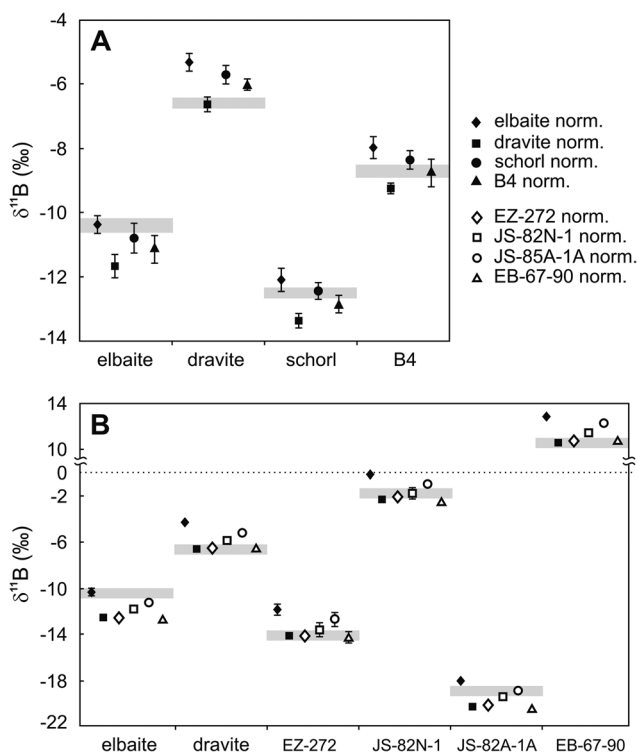 A
-4
-6
-8
-10
-12
-14
δ¹¹B (‰)
elbaite dravite schorl B4
elbaite norm.
dravite norm.
schorl norm.
B4 norm.
EZ-272 norm.
JS-82N-1 norm.
JS-85A-1A norm.
EB-67-90 norm.
B
14
10
0
-2
-6
-10
-14
-18
-22
δ¹¹B (‰)
elbaite dravite EZ-272 JS-82N-1 JS-82A-1A EB-67-90